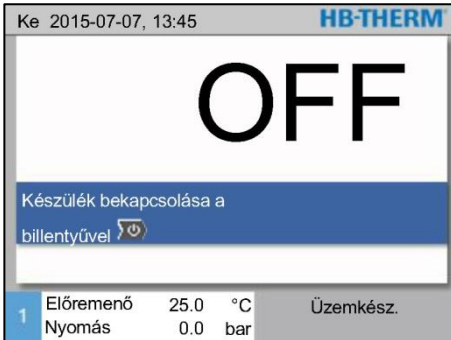 Ke 2015-07-07, 13:45 HB-THERM
OFF
Készülék bekapcsolása a
billentyűvel
1 Előremenő 25.0 °C Üzemkész.
Nyomás 0.0 bar